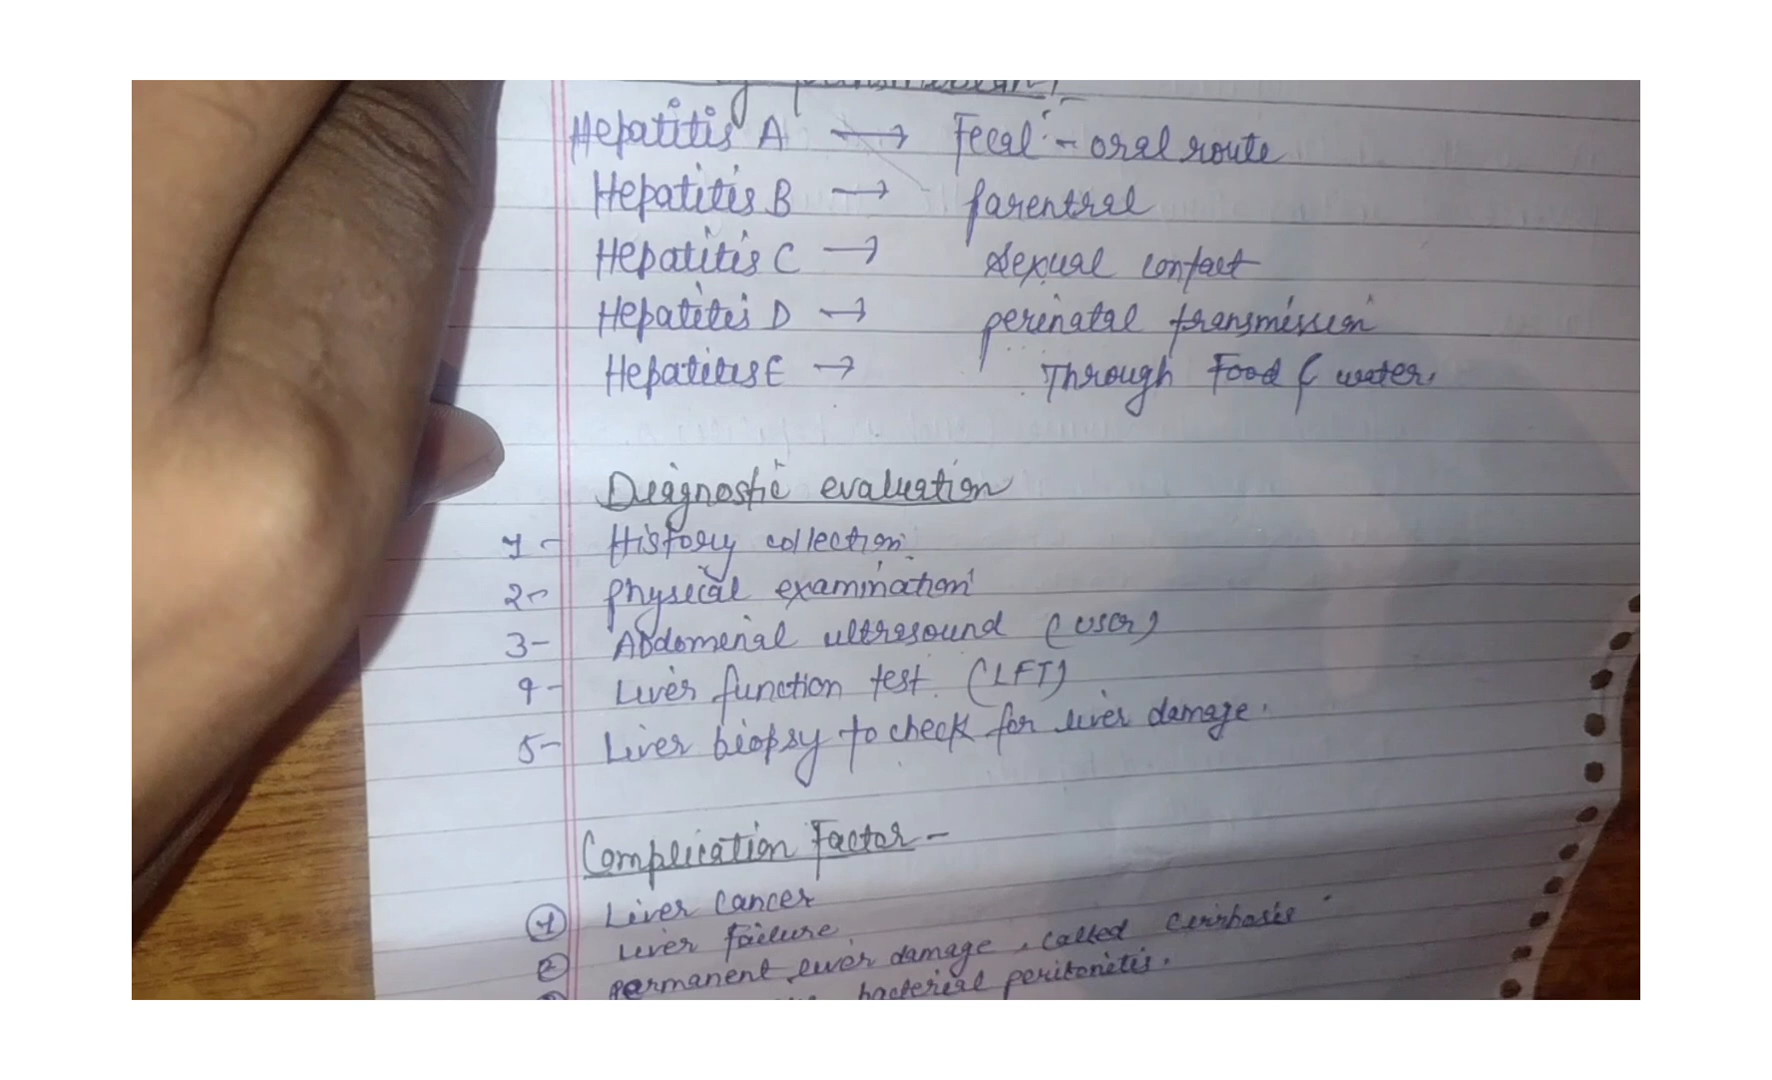 Hepatitis A → Fecal - oral route
Hepatitis B → parentral
Hepatitis C → Sexual contact
Hepatitis D → perinatal transmission
Hepatitis E → Through Food & water.
Diagnostic evaluation
1- History collection
2- physical examination
3- Abdomenal ultrasound (USG)
4- Liver function test (LFT)
5- Liver biopsy to check for liver damage.
Complication Factor -
① Liver Cancer
② Liver failure
permanent liver damage, called Cirrhosis
bacterial peritonitis.